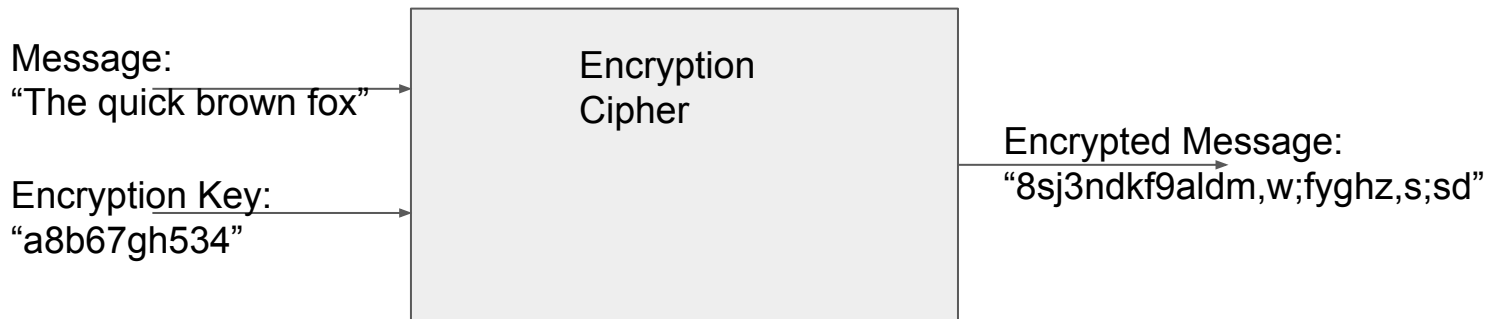 Message:
“The quick brown fox”
Encryption Key:
“a8b67gh534”
Encryption
Cipher
Encrypted Message:
“8sj3ndkf9aldm,w;fyghz,s;sd”